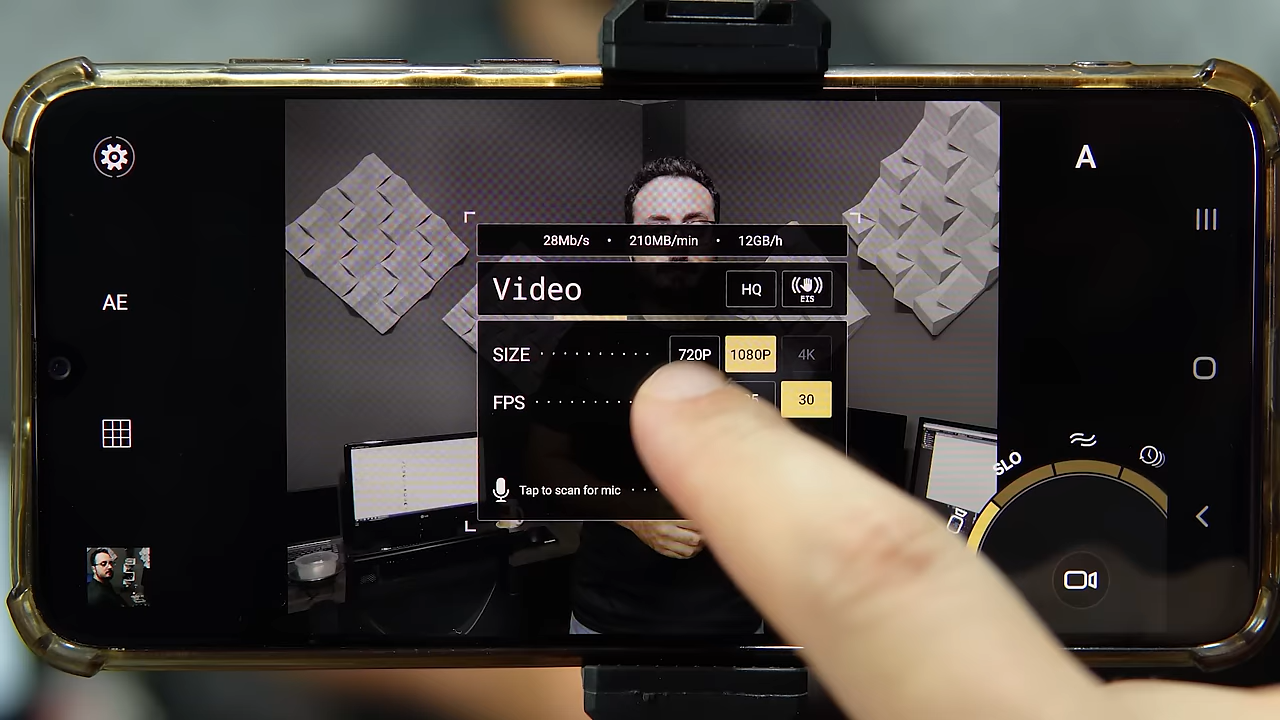 A
28Mb/s • 210MB/min • 12GB/h
Video HQ EIS
AE
SIZE 720P 1080P 4K
FPS 30
SLO
Tap to scan for mic